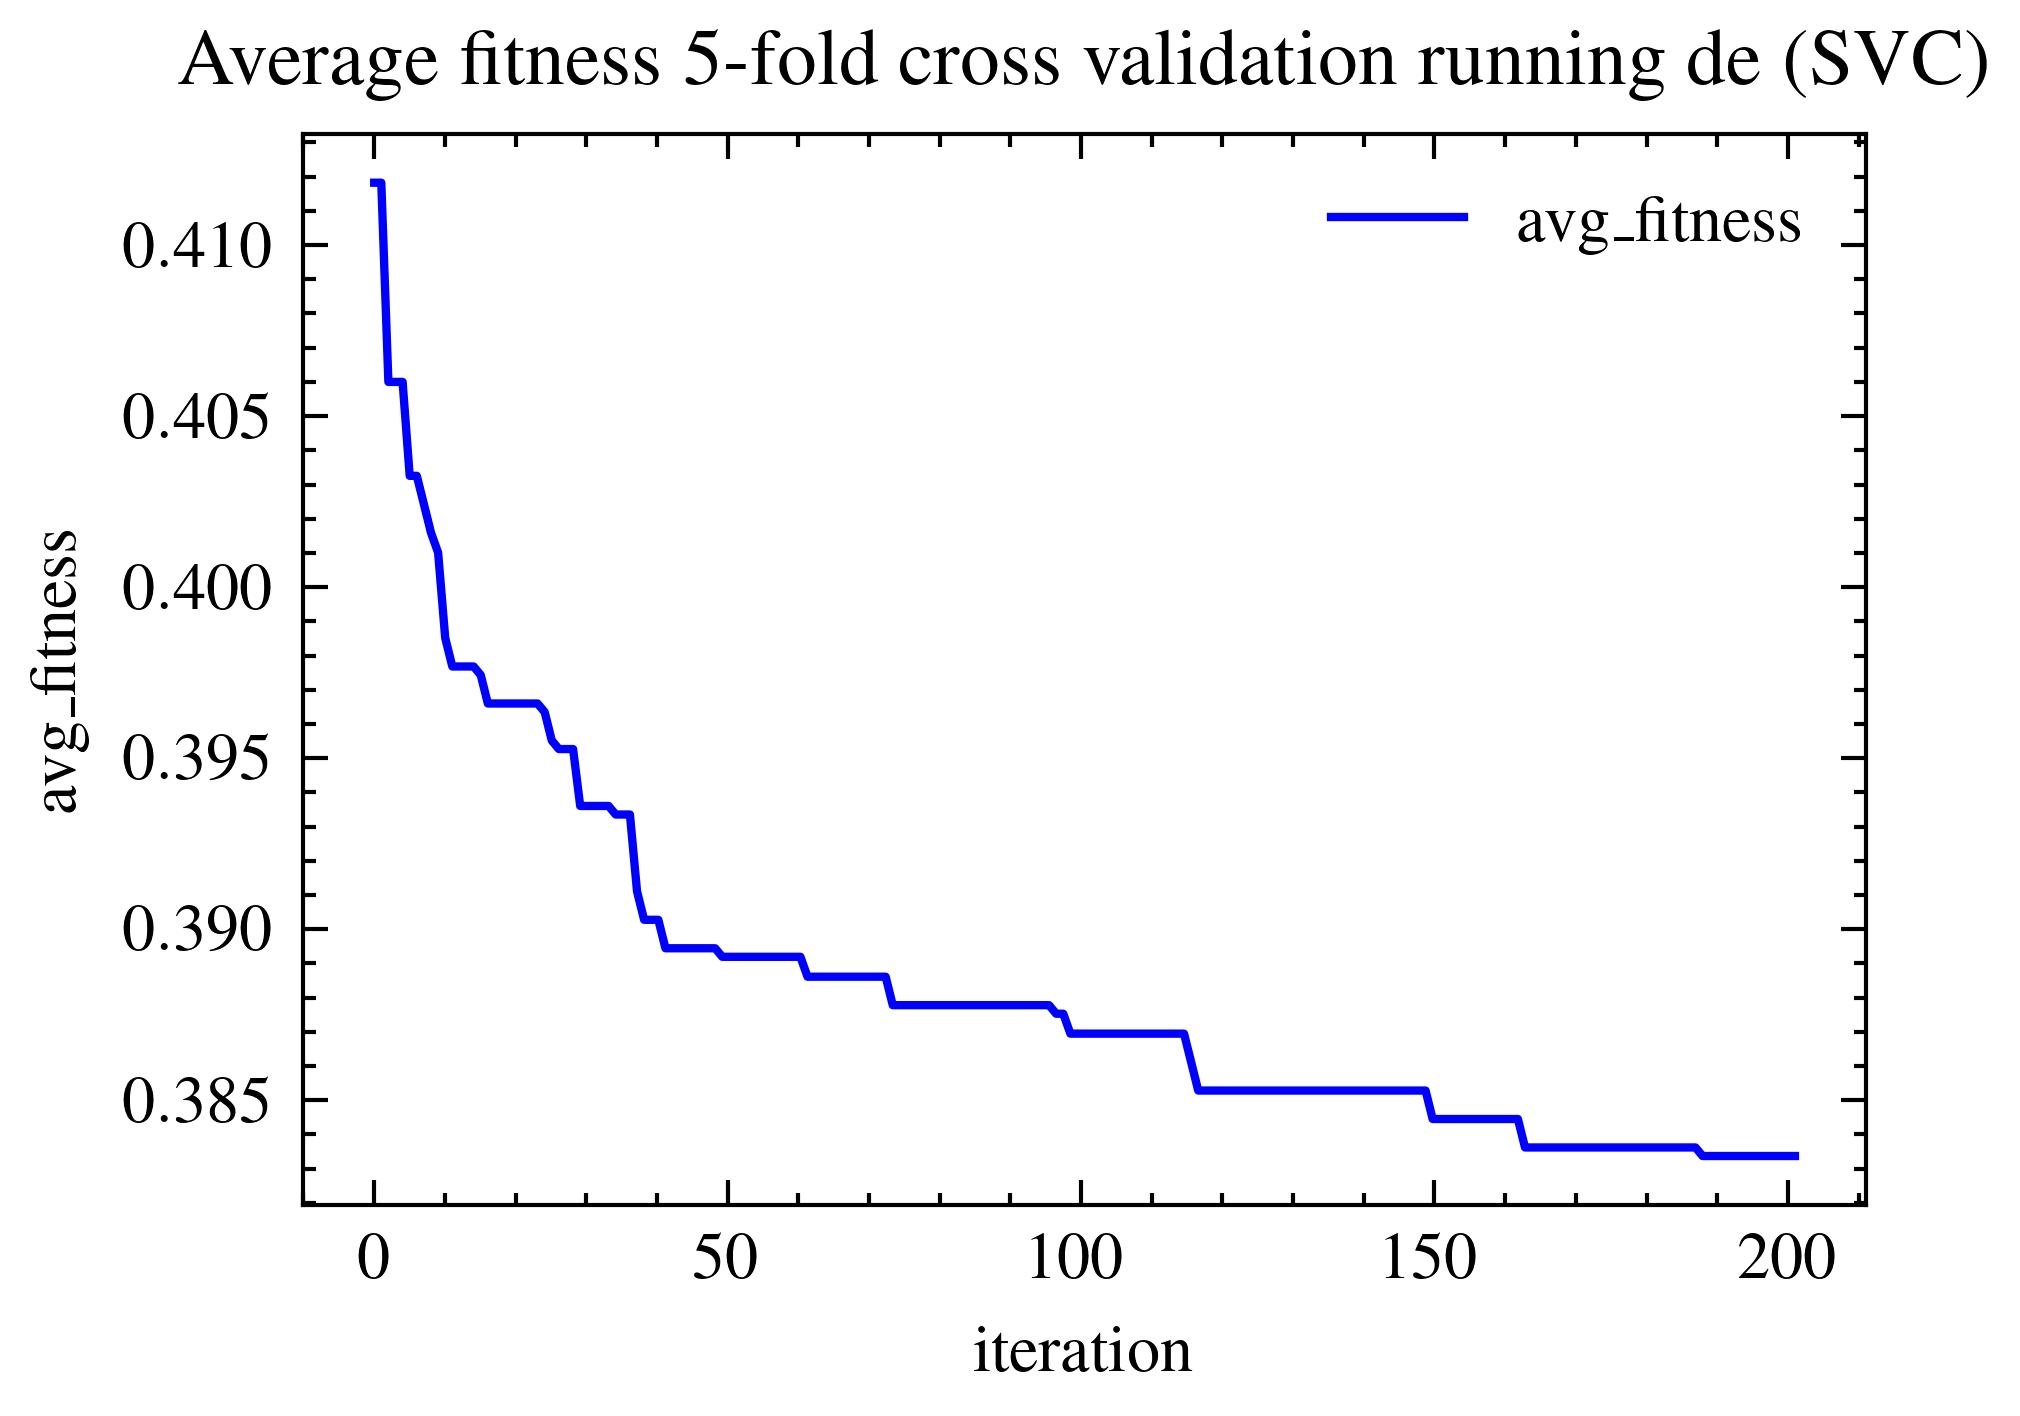 Average fitness 5-fold cross validation running de (SVC)
avg_fitness
0.410
0.405
0.400
0.395
0.390
0.385
avg_fitness
0 50 100 150 200
iteration